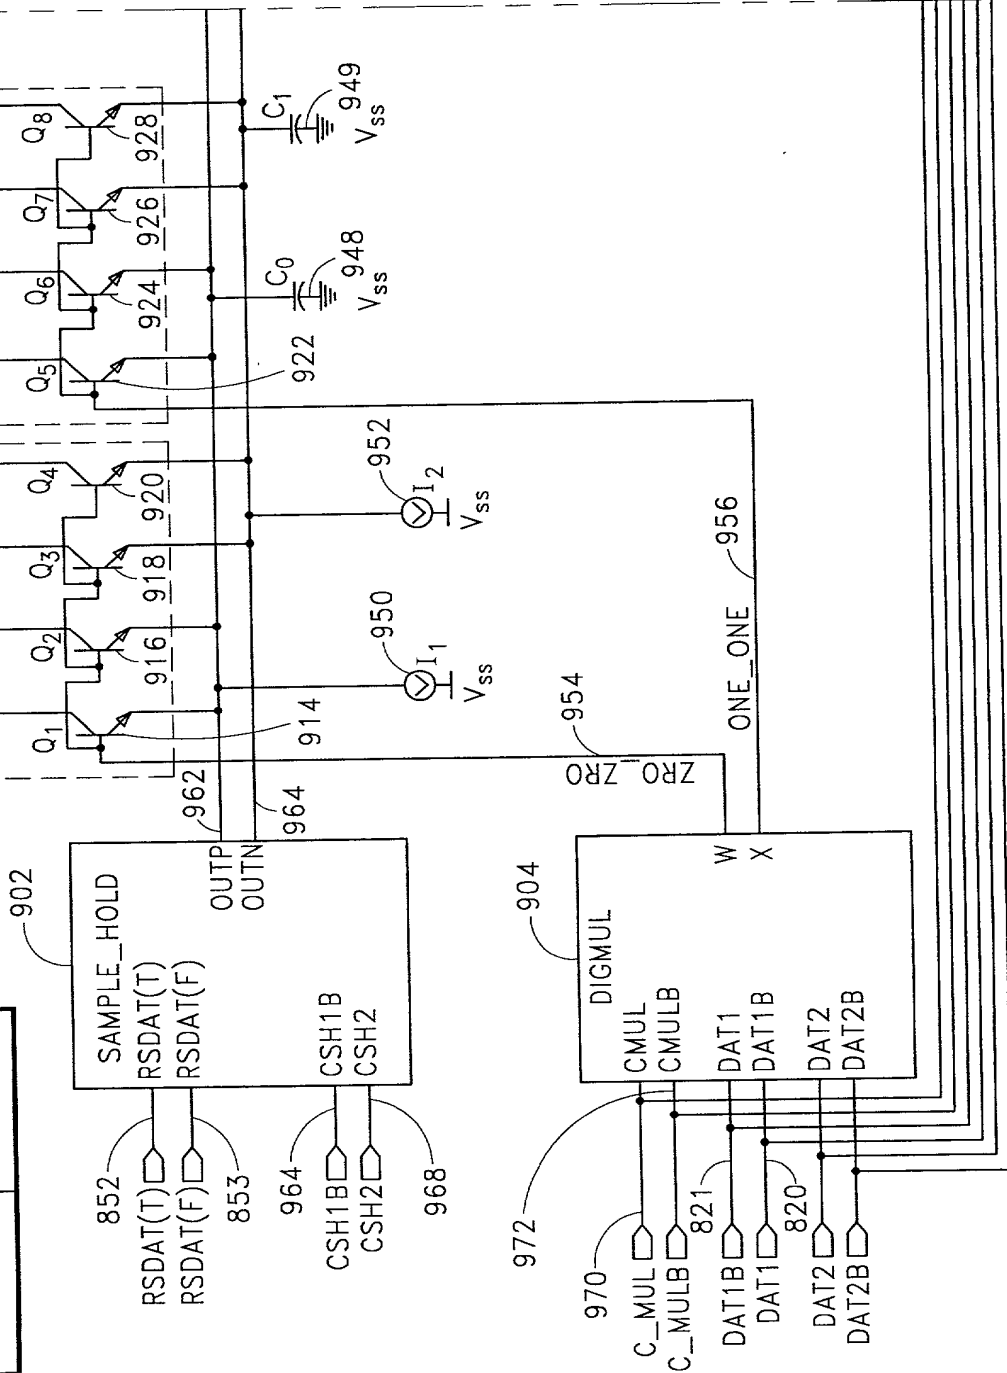 Q8
928
Q7
926
Q6
924
Q5
922
C1
949
Vss
C0
948
Vss
Q4
920
Q3
918
Q2
916
Q1
914
952
I2
Vss
950
I1
Vss
956
ONE_ONE
954
ZRO_ZRO
962
964
902
SAMPLE_HOLD
OUTP
OUTN
RSDAT(T)
RSDAT(F)
CSH1B
CSH2
852
RSDAT(T)
RSDAT(F)
853
964
CSH1B
CSH2
968
904
DIGMUL
W
X
CMUL
CMULB
DAT1
DAT1B
DAT2
DAT2B
972
970
C_MUL
C_MULB
821
DAT1B
DAT1
820
DAT2
DAT2B